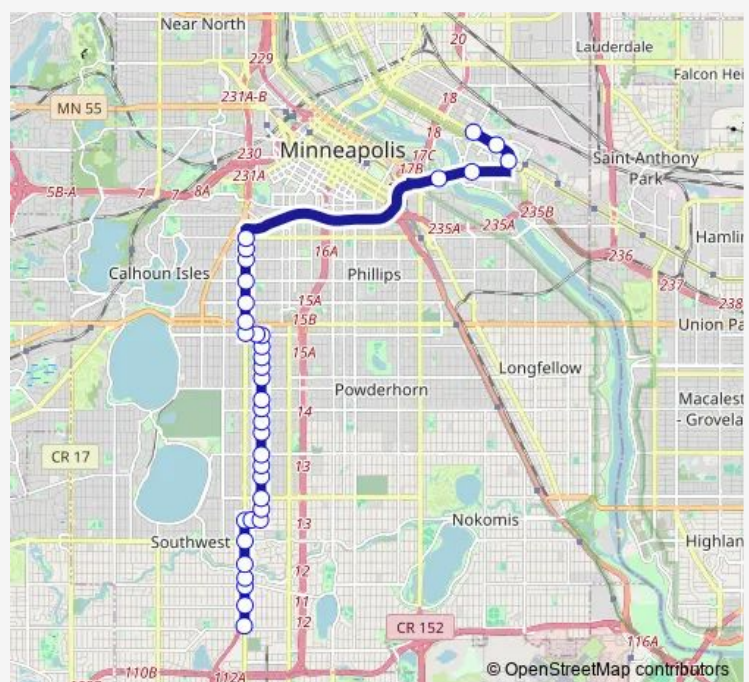 Near North
229
20
Lauderdale
Falcon Hei
MN 55
231A-B
18
Minneapolis
18
230
17C
17B
Saint-Anthony
Park
5B-A
7
7
8A
231A
235B
235A
235A
Hamlin
16A
236
Calhoun Isles
Phillips
237
238
15A
15B
Union Pa
15A
Longfellow
Powderhorn
Macalest
- Grovela
14
CR 17
13
Nokomis
13
Southwest
Highlan
12
11
12
CR 152
116A
110B
112A
© OpenStreetMap contributors